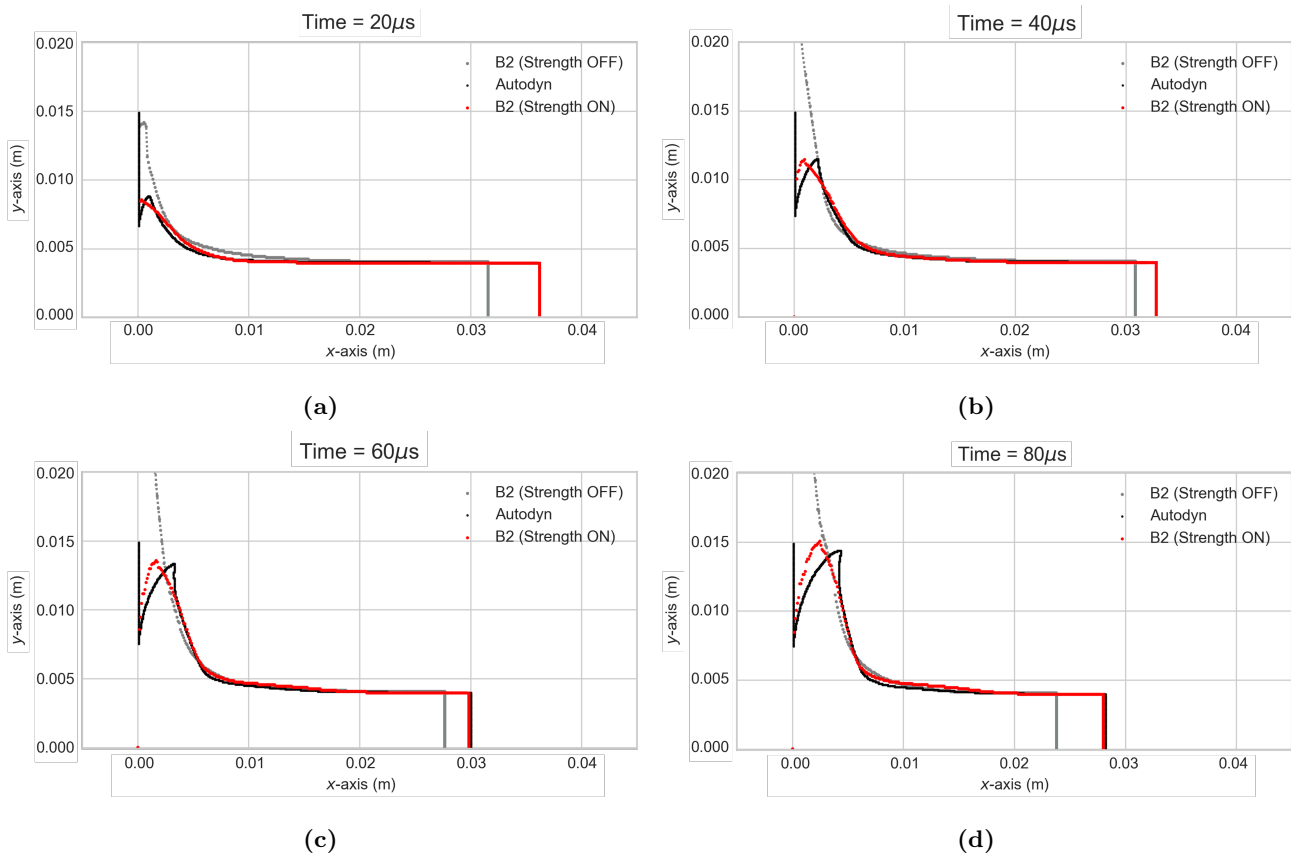 Time = 20μs
0.020
0.015
0.010
0.005
0.000
y-axis (m)
B2 (Strength OFF)
Autodyn
B2 (Strength ON)
0.00 0.01 0.02 0.03 0.04
x-axis (m)
(a)
Time = 40μs
0.020
0.015
0.010
0.005
0.000
y-axis (m)
B2 (Strength OFF)
Autodyn
B2 (Strength ON)
0.00 0.01 0.02 0.03 0.04
x-axis (m)
(b)
Time = 60μs
0.020
0.015
0.010
0.005
0.000
y-axis (m)
B2 (Strength OFF)
Autodyn
B2 (Strength ON)
0.00 0.01 0.02 0.03 0.04
x-axis (m)
(c)
Time = 80μs
0.020
0.015
0.010
0.005
0.000
y-axis (m)
B2 (Strength OFF)
Autodyn
B2 (Strength ON)
0.00 0.01 0.02 0.03 0.04
x-axis (m)
(d)